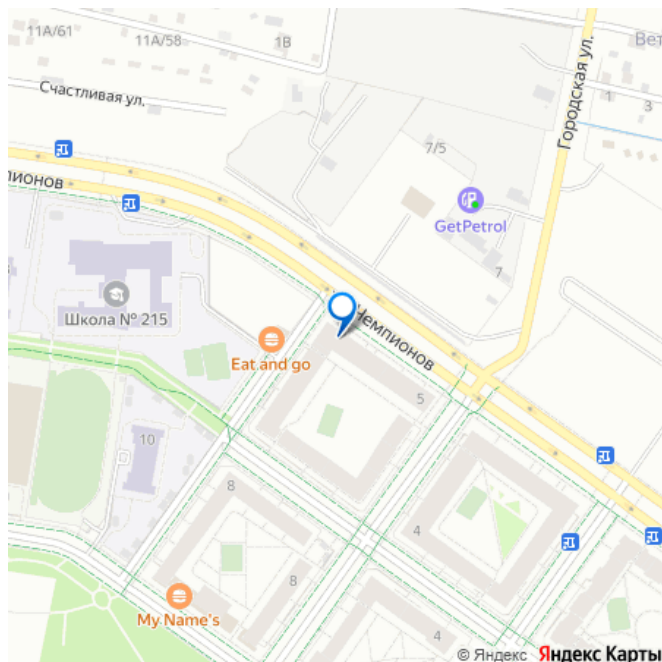 11А/61
11А/58
1В
Вет
Городская ул.
Счастливая ул.
1
3
7/5
пионов
GetPetrol
7
Школа № 215
Чемпионов
Eat and go
5
10
8
4
8
My Name's
4
© Яндекс Яндекс Карты